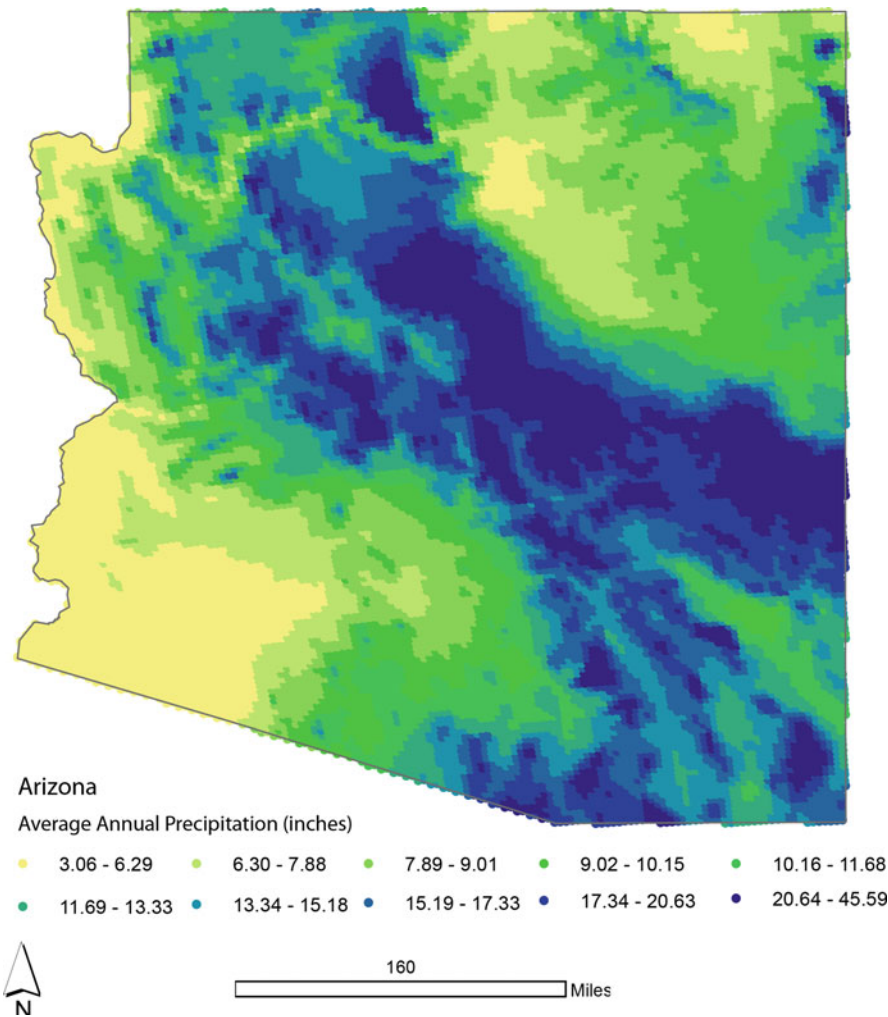 Arizona
Average Annual Precipitation (inches)
3.06 - 6.29 6.30 - 7.88 7.89 - 9.01 9.02 - 10.15 10.16 - 11.68
11.69 - 13.33 13.34 - 15.18 15.19 - 17.33 17.34 - 20.63 20.64 - 45.59
160
Miles
N